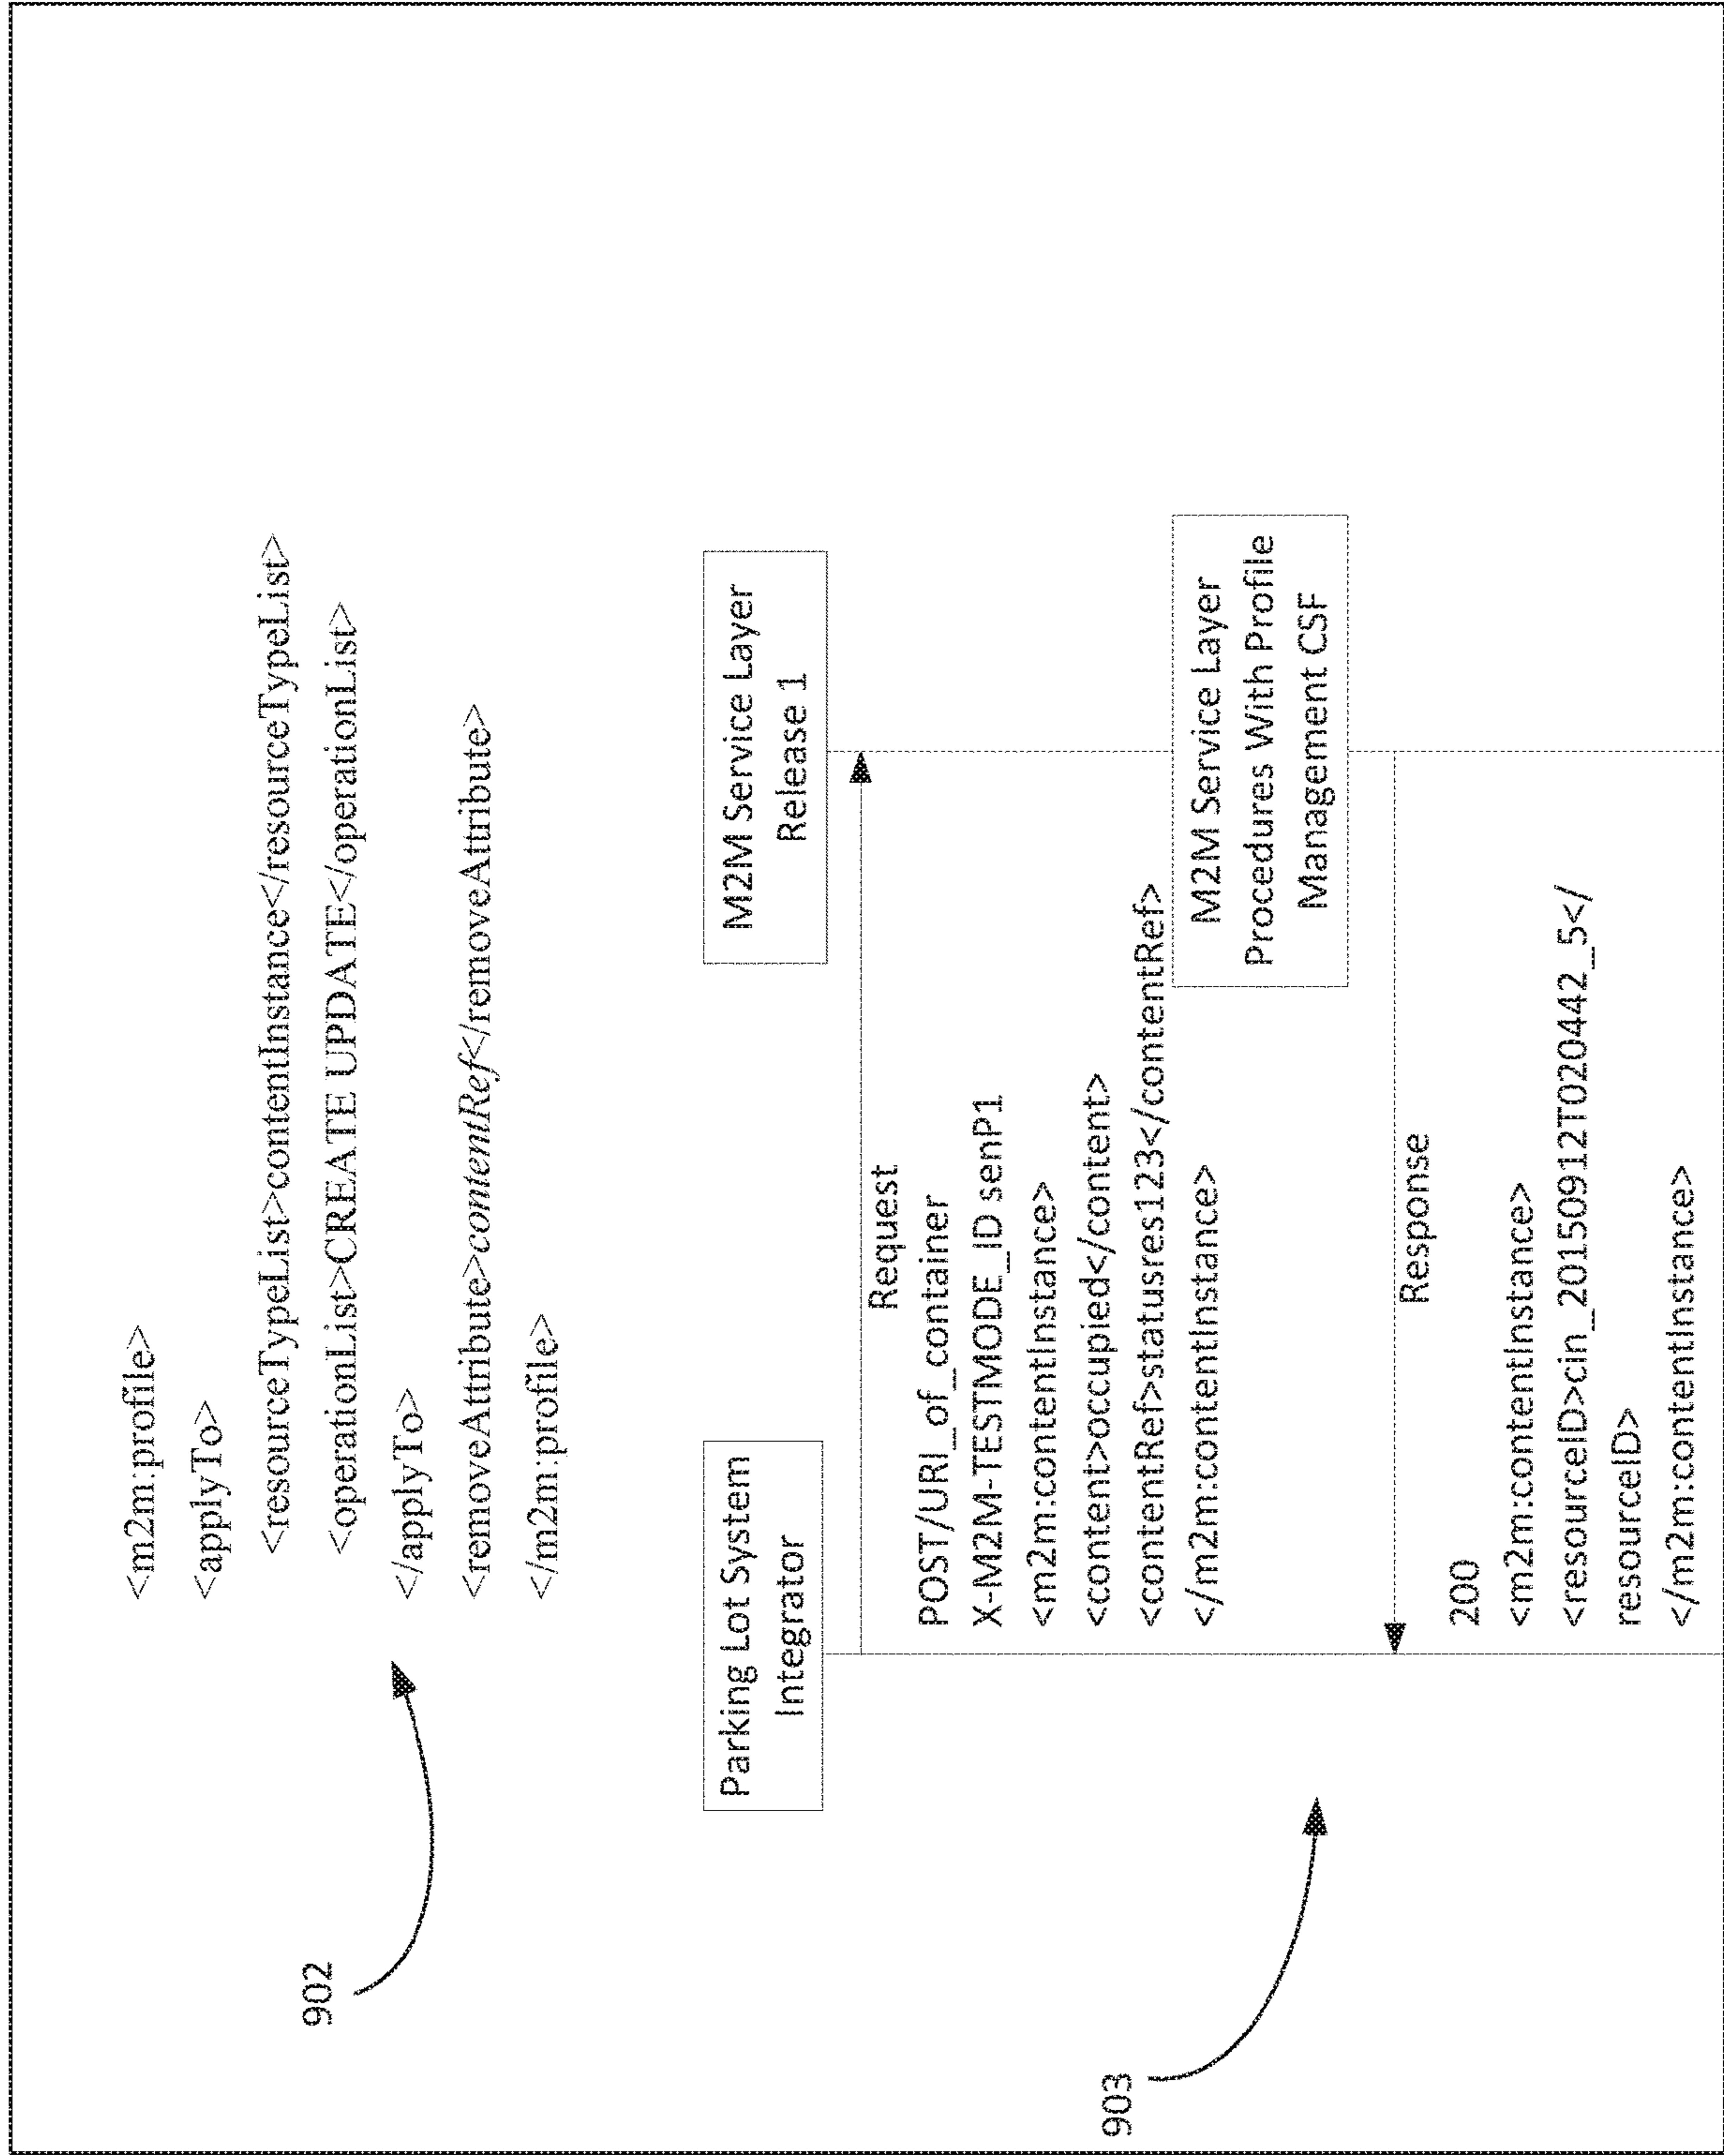 902
<m2m:profile>
<applyTo>
<resourceTypeList>contentInstance</resourceTypeList>
<operationList>CREATE UPDATE</operationList>
</applyTo>
<removeAttribute>contentRef</removeAttribute>
</m2m:profile>
903
Parking Lot System
Integrator
M2M Service Layer
Release 1
Request
POST/URI_of_container
X-M2M-TESTMODE_ID senP1
<m2m:contentInstance>
<content>occupied</content>
<contentRef>statusres123</contentRef>
</m2m:contentInstance>
M2M Service Layer
Procedures With Profile
Management CSF
Response
200
<m2m:contentInstance>
<resourceID>cin_20150912T020442_5</
resourceID>
</m2m:contentInstance>